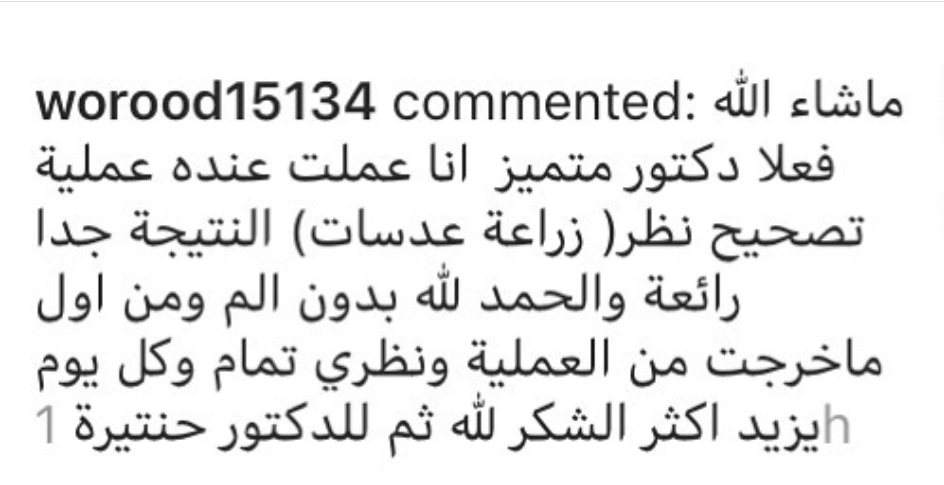 worood15134 commented: ماشاء الله
فعلا دكتور متميز انا عملت عنده عملية
تصحيح نظر( زراعة عدسات) النتيجة جدا
رائعة والحمد لله بدون الم ومن اول
ماخرجت من العملية ونظري تمام وكل يوم
يزيد اكثر الشكر لله ثم للدكتور حنتيرة 1h